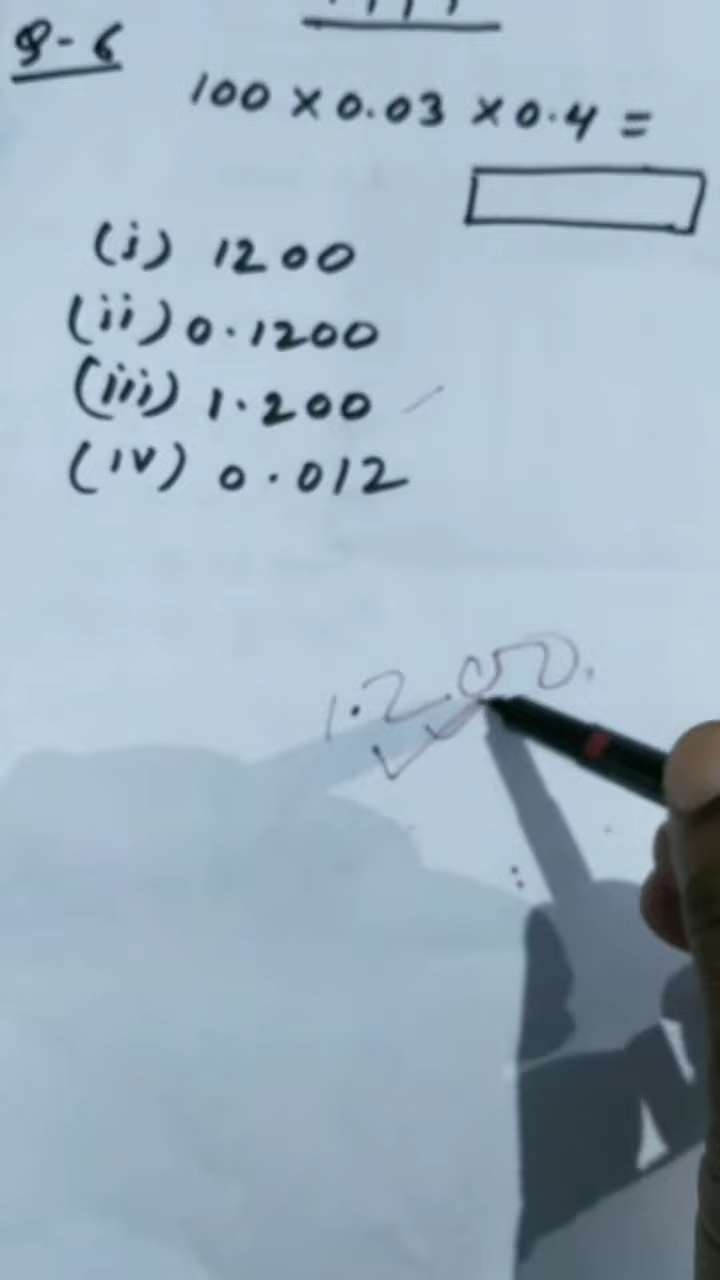 Q-6
100 × 0.03 × 0.4 =
(i) 1200
(ii) 0.1200
(iii) 1.200
(iv) 0.012
1.200.